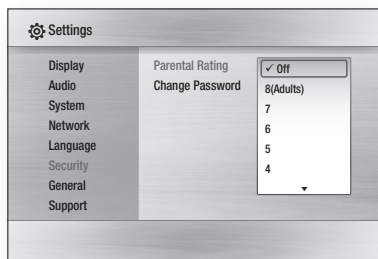 Settings
Display
Audio
System
Network
Language
Security
General
Support
Parental Rating
Change Password
✓ Off
8(Adults)
7
6
5
4